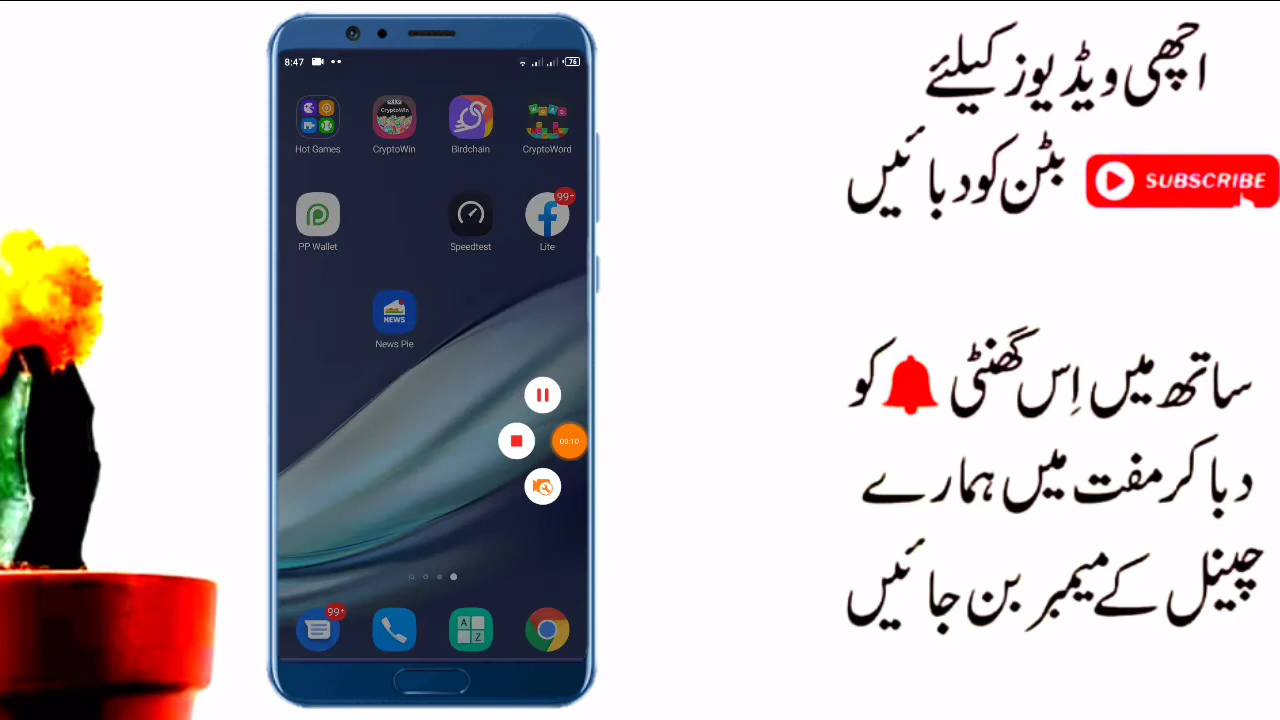 8:47
76
Hot Games
CryptoWin
Birdchain
CryptoWord
PP Wallet
Speedtest
99+
Lite
NEWS
News Pie
00:10
99+
A
Z
اچھی ویڈیوز کیلئے
SUBSCRIBE بٹن کو دبائیں
ساتھ میں اِس گھنٹی کو
دبا کر مفت میں ہمارے
چینل کے میمبر بن جائیں